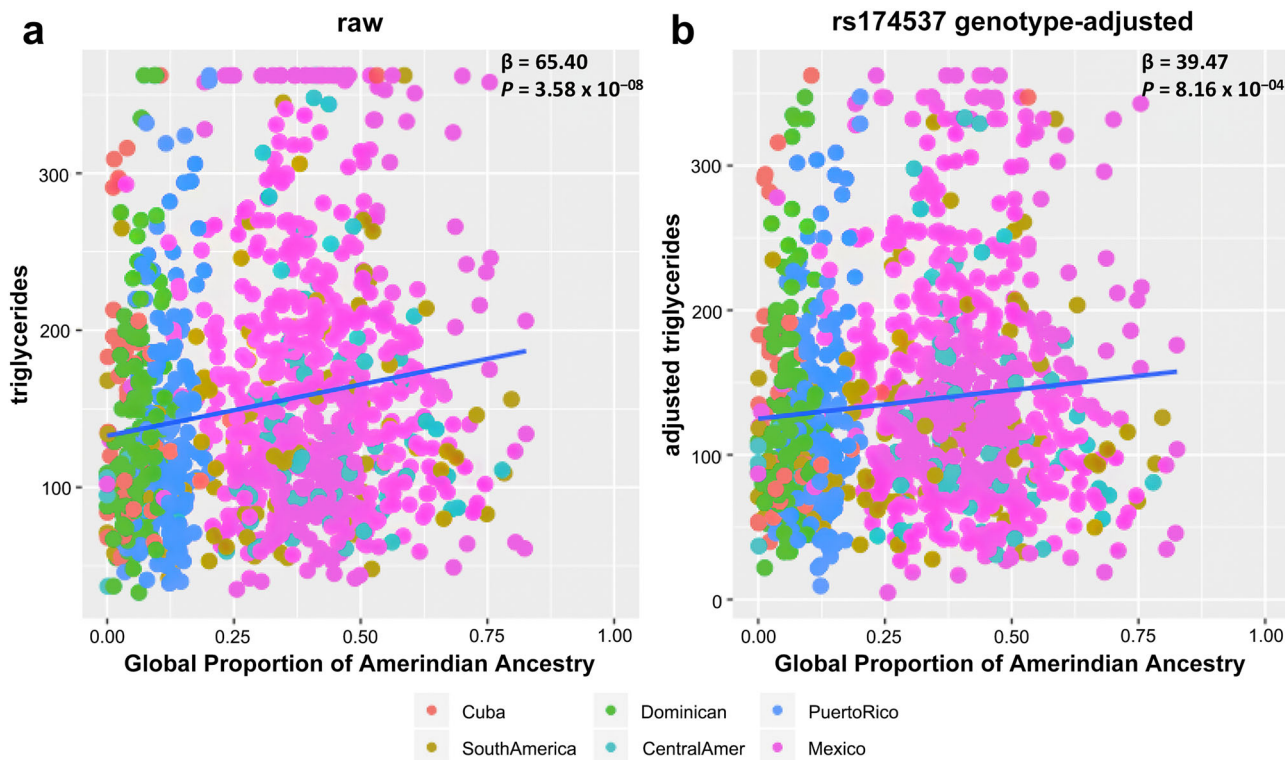 a
raw
β = 65.40
P = 3.58 x 10⁻⁰⁸
triglycerides
300
200
100
0.00 0.25 0.50 0.75 1.00
Global Proportion of Amerindian Ancestry
b
rs174537 genotype-adjusted
β = 39.47
P = 8.16 x 10⁻⁰⁴
adjusted triglycerides
300
200
100
0
0.00 0.25 0.50 0.75 1.00
Global Proportion of Amerindian Ancestry
Cuba Dominican PuertoRico
SouthAmerica CentralAmer Mexico